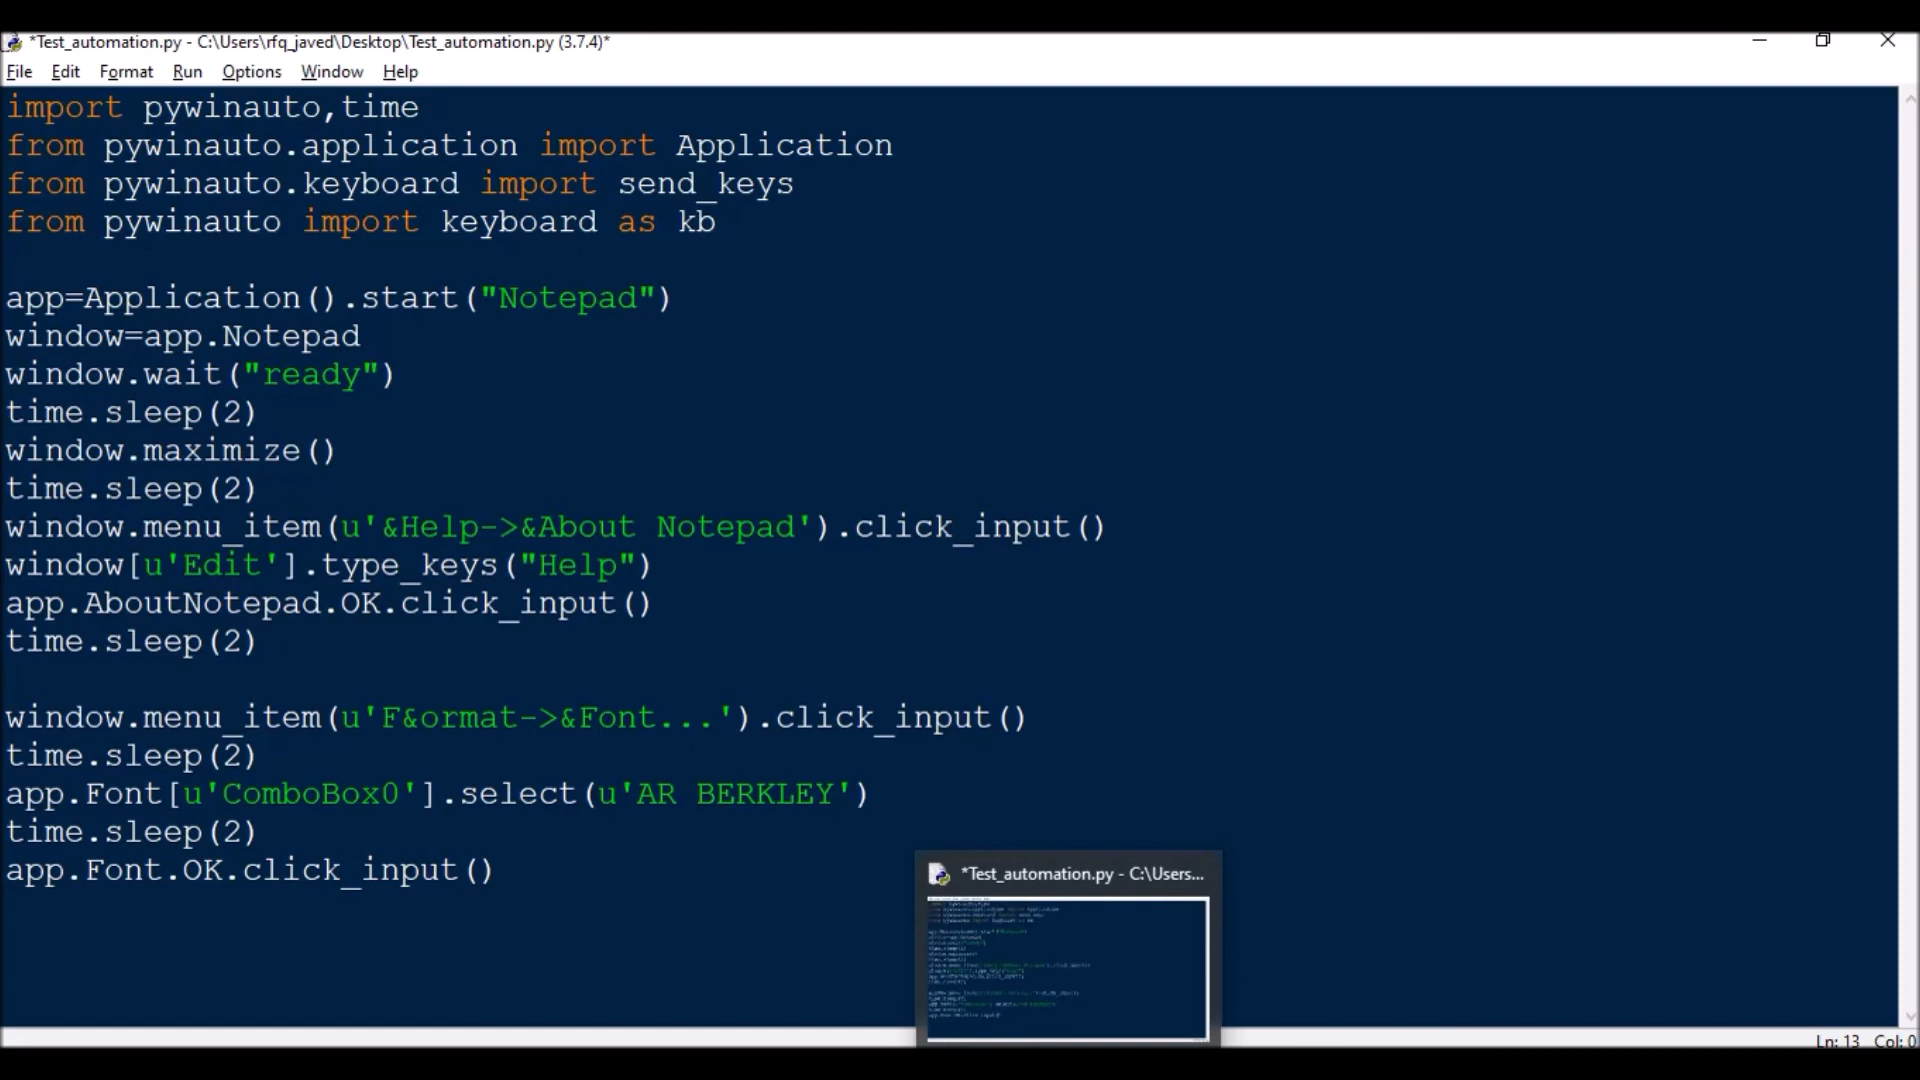 *Test_automation.py - C:\Users\rfq_javed\Desktop\Test_automation.py (3.7.4)*
File Edit Format Run Options Window Help
import pywinauto,time
from pywinauto.application import Application
from pywinauto.keyboard import send_keys
from pywinauto import keyboard as kb
app=Application().start("Notepad")
window=app.Notepad
window.wait("ready")
time.sleep(2)
window.maximize()
time.sleep(2)
window.menu_item(u'&Help->&About Notepad').click_input()
window[u'Edit'].type_keys("Help")
app.AboutNotepad.OK.click_input()
time.sleep(2)
window.menu_item(u'F&ormat->&Font...').click_input()
time.sleep(2)
app.Font[u'ComboBox0'].select(u'AR BERKLEY')
time.sleep(2)
app.Font.OK.click_input()
*Test_automation.py - C:\Users...
Ln: 13 Col: 0